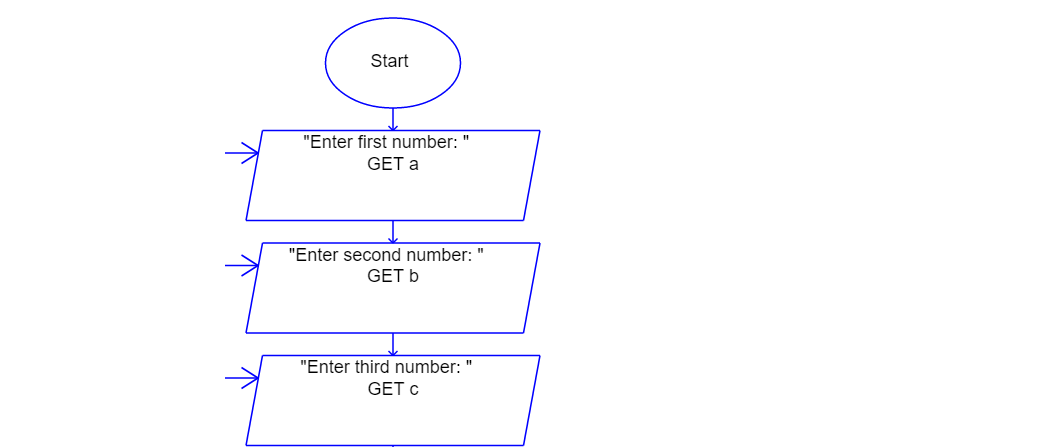 Start
"Enter first number: "
GET a
"Enter second number: "
GET b
"Enter third number: "
GET c